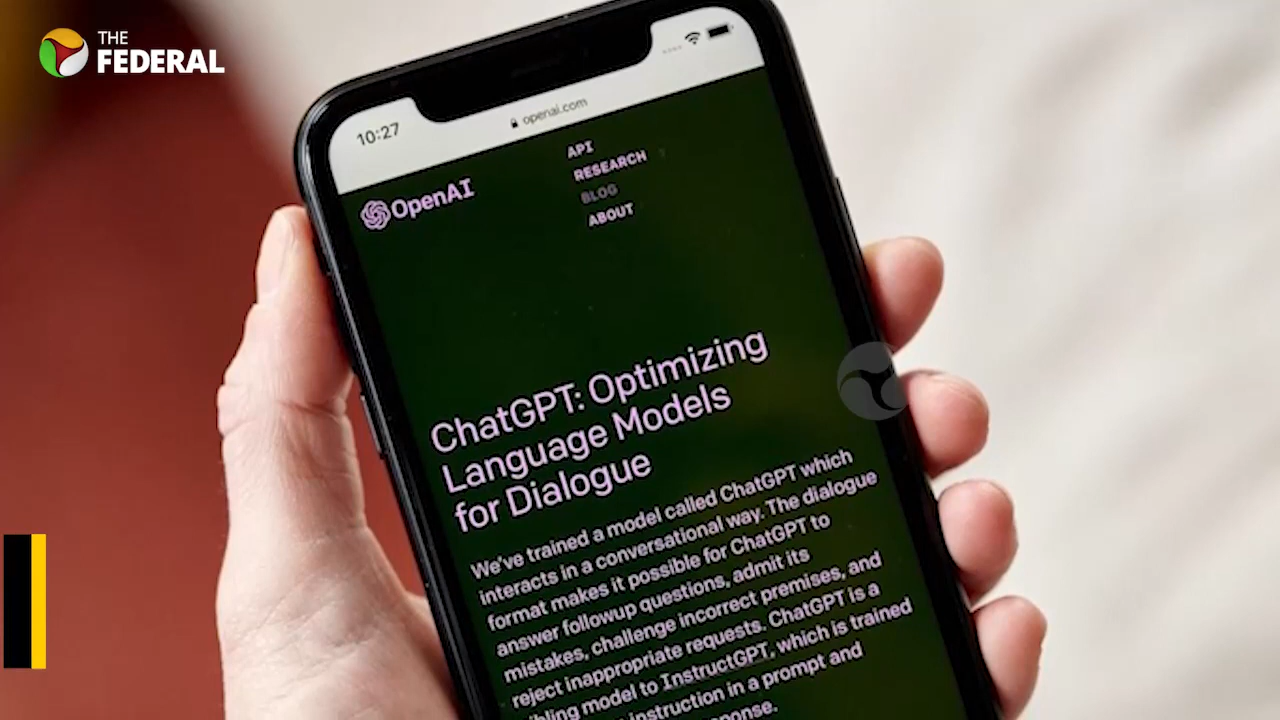 THE
FEDERAL
10:27
openai.com
OpenAI
API
RESEARCH
BLOG
ABOUT
ChatGPT: Optimizing
Language Models
for Dialogue
We've trained a model called ChatGPT which
interacts in a conversational way. The dialogue
format makes it possible for ChatGPT to
answer followup questions, admit its
mistakes, challenge incorrect premises, and
reject inappropriate requests. ChatGPT is a
model to InstructGPT, which is trained
instruction in a prompt and